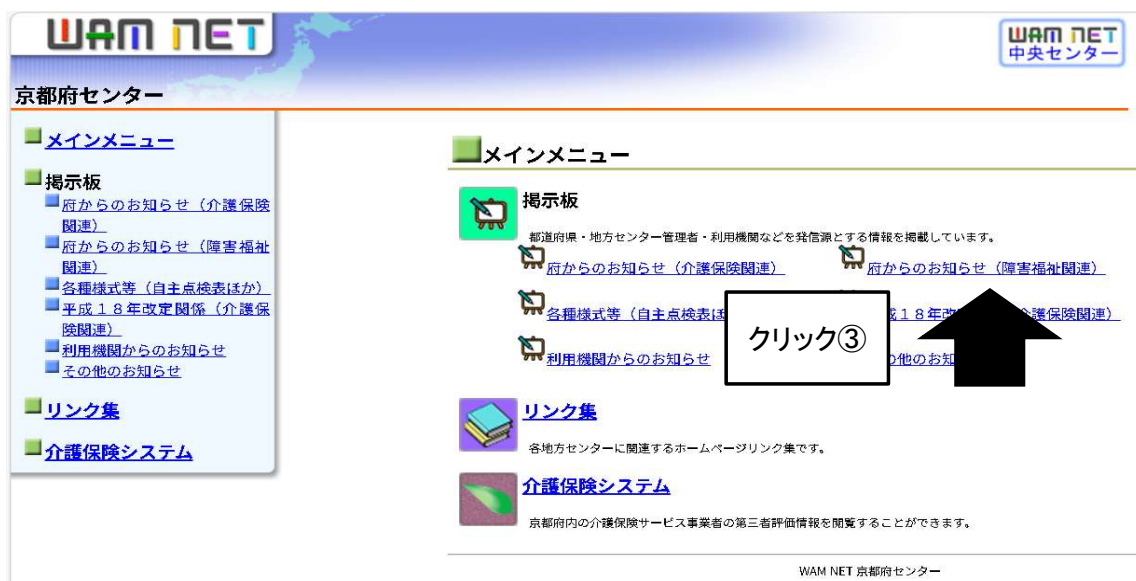 WAM NET
WAM NET
中央センター
京都府センター
メインメニュー
掲示板
府からのお知らせ（介護保険
関連）
府からのお知らせ（障害福祉
関連）
各種様式等（自主点検表ほか）
平成１８年改定関係（介護保
険関連）
利用機関からのお知らせ
その他のお知らせ
リンク集
介護保険システム
メインメニュー
掲示板
都道府県・地方センター管理者・利用機関などを発信源とする情報を掲載しています。
府からのお知らせ（介護保険関連）
府からのお知らせ（障害福祉関連）
各種様式等（自主点検表ほ
成１８年改
護保険関連）
クリック③
利用機関からのお知らせ
の他のお知
リンク集
各地方センターに関連するホームページリンク集です。
介護保険システム
京都府内の介護保険サービス事業者の第三者評価情報を閲覧することができます。
WAM NET 京都府センター